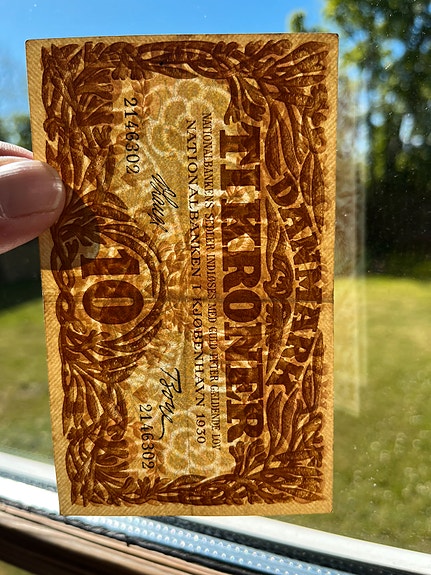 DANMARK
TI KRONER
NATIONALBANKENS SEDLER INDLØSES MED GULD EFTER GÆLDENDE LOV
NATIONALBANKEN I KJØBENHAVN 1930
2146302
2146302
10